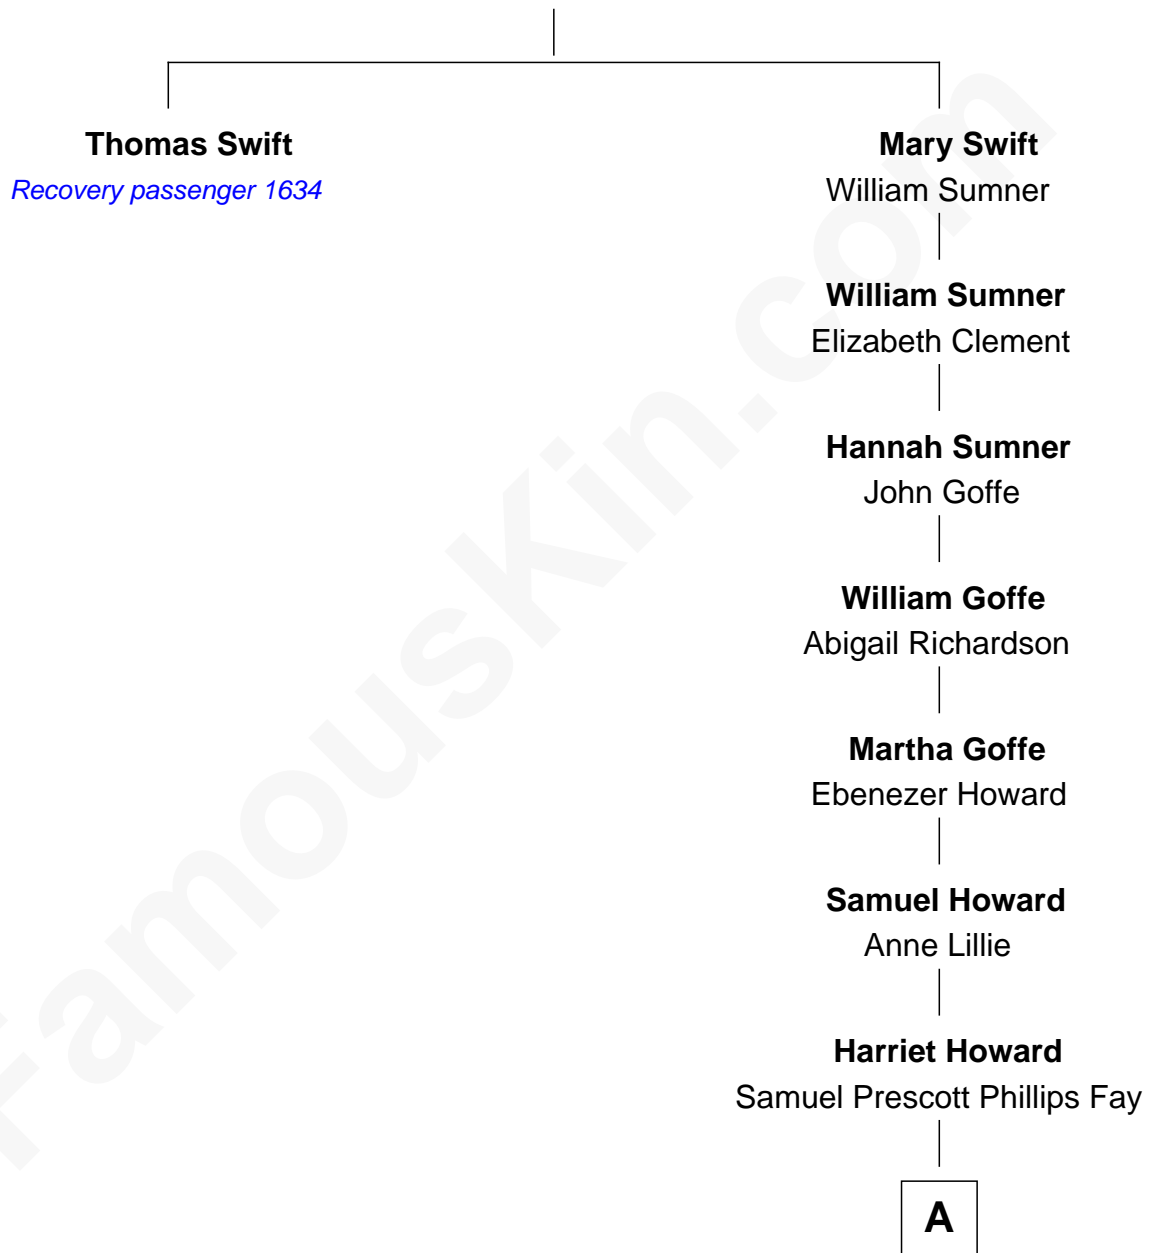 Thomas Swift
Recovery passenger 1634
Mary Swift
William Sumner
William Sumner
Elizabeth Clement
Hannah Sumner
John Goffe
William Goffe
Abigail Richardson
Martha Goffe
Ebenezer Howard
Samuel Howard
Anne Lillie
Harriet Howard
Samuel Prescott Phillips Fay
A
FamousKin.com